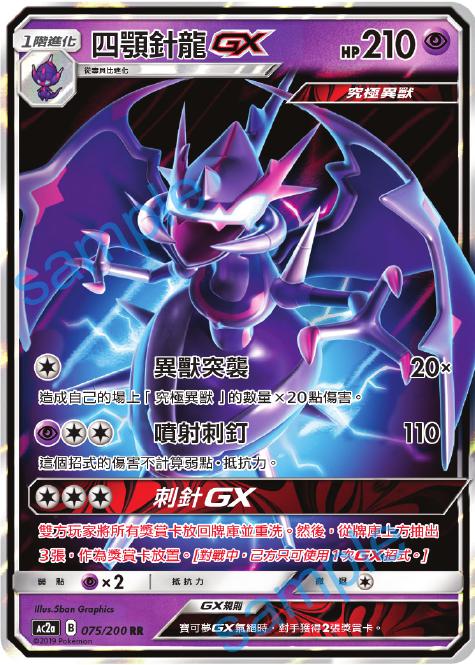 1階進化
四顎針龍GX
HP210
從毒貝比進化
究極異獸
sample
sample
sample
異獸突襲 20×
造成自己的場上「究極異獸」的數量×20點傷害。
噴射刺釘 110
這個招式的傷害不計算弱點、抵抗力。
刺針GX
雙方玩家將所有獎賞卡放回牌庫並重洗。然後，從牌庫上方抽出
3張，作為獎賞卡放置。[對戰中，己方只可使用1次GX招式。]
弱點 ×2 抵抗力 撤退
Illus.5ban Graphics
GX規則
AC2a B 075/200 RR
寶可夢GX氣絕時，對手獲得2張獎賞卡。
©2019 Pokémon